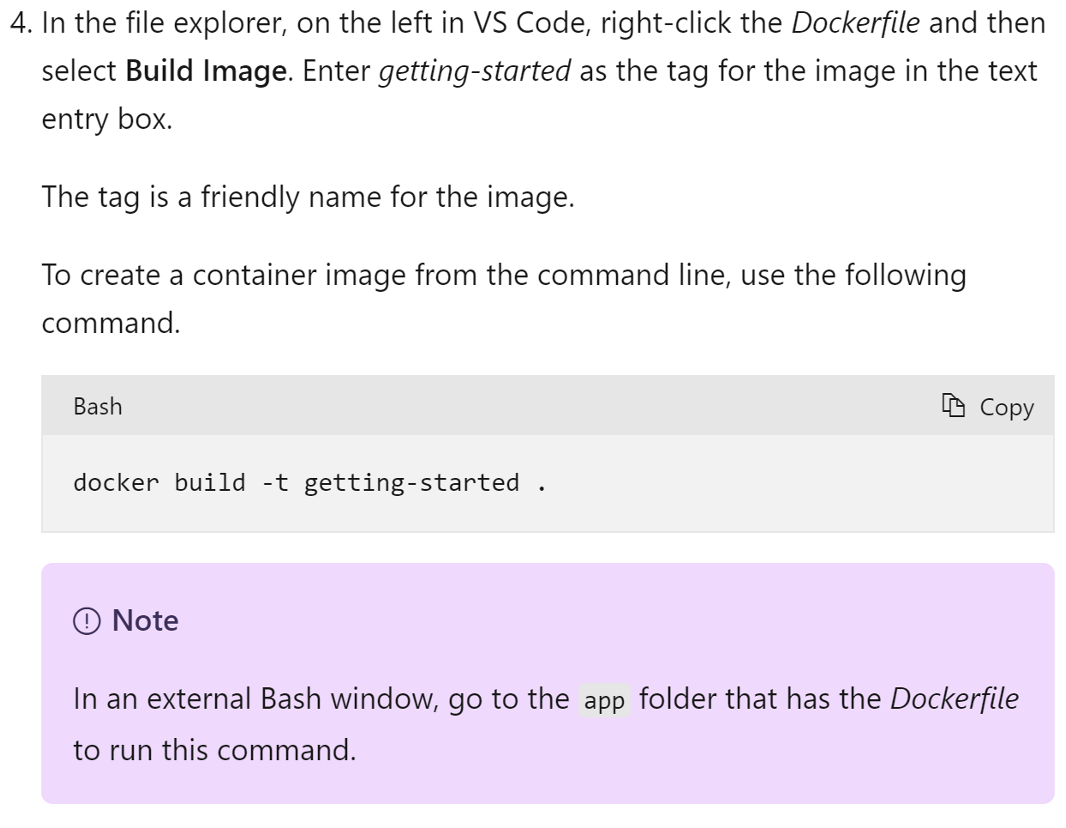 4. In the file explorer, on the left in VS Code, right-click the Dockerfile and then
select Build Image. Enter getting-started as the tag for the image in the text
entry box.
The tag is a friendly name for the image.
To create a container image from the command line, use the following
command.
Bash
Copy
docker build -t getting-started .
Note
In an external Bash window, go to the app folder that has the Dockerfile
to run this command.